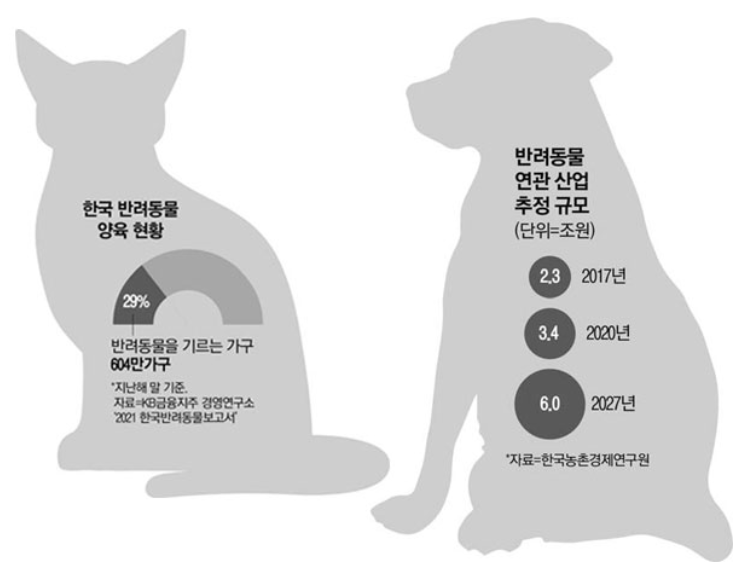 한국 반려동물
양육 현황
29%
반려동물을 기르는 가구
604만가구
*지난해 말 기준.
자료=KB금융지주 경영연구소
'2021 한국반려동물보고서'
반려동물
연관 산업
추정 규모
(단위=조원)
2.3 2017년
3.4 2020년
6.0 2027년
*자료=한국농촌경제연구원